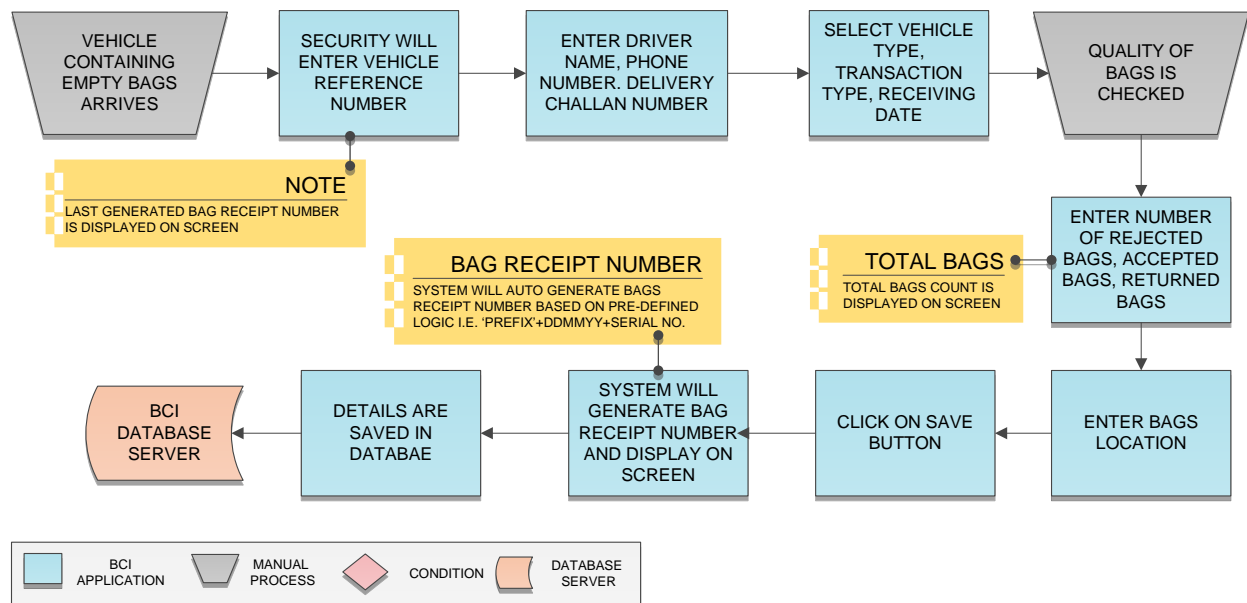 VEHICLE
CONTAINING
EMPTY BAGS
ARRIVES
SECURITY WILL
ENTER VEHICLE
REFERENCE
NUMBER
ENTER DRIVER
NAME, PHONE
NUMBER. DELIVERY
CHALLAN NUMBER
SELECT VEHICLE
TYPE,
TRANSACTION
TYPE, RECEIVING
DATE
QUALITY OF
BAGS IS
CHECKED
NOTE
LAST GENERATED BAG RECEIPT NUMBER
IS DISPLAYED ON SCREEN
ENTER NUMBER
OF REJECTED
BAGS, ACCEPTED
BAGS, RETURNED
BAGS
TOTAL BAGS
TOTAL BAGS COUNT IS
DISPLAYED ON SCREEN
BAG RECEIPT NUMBER
SYSTEM WILL AUTO GENERATE BAGS
RECEIPT NUMBER BASED ON PRE-DEFINED
LOGIC I.E. ‘PREFIX’+DDMMYY+SERIAL NO.
ENTER BAGS
LOCATION
CLICK ON SAVE
BUTTON
SYSTEM WILL
GENERATE BAG
RECEIPT NUMBER
AND DISPLAY ON
SCREEN
DETAILS ARE
SAVED IN
DATABAE
BCI
DATABASE
SERVER
BCI
APPLICATION
MANUAL
PROCESS
CONDITION
DATABASE
SERVER